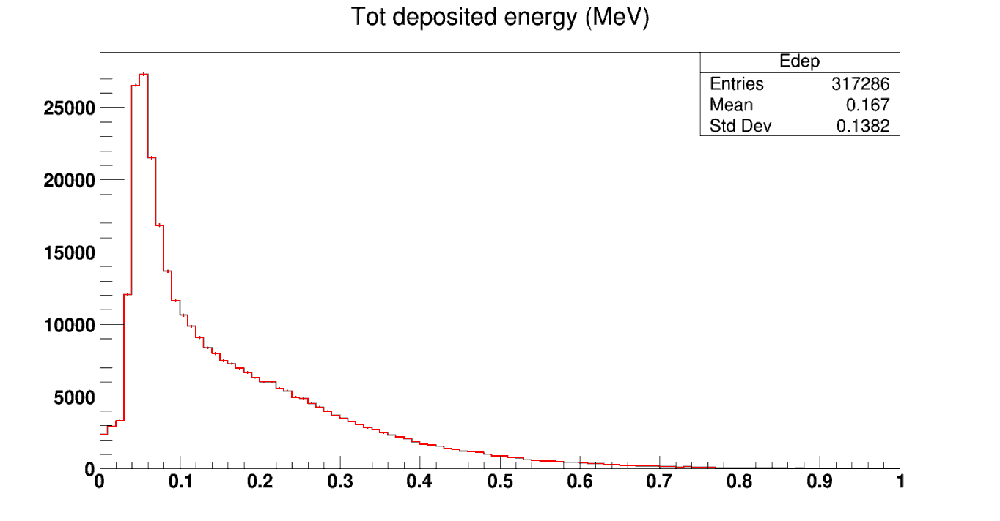 Tot deposited energy (MeV)
Edep
Entries 317286
Mean 0.167
Std Dev 0.1382
25000
20000
15000
10000
5000
0
0 0.1 0.2 0.3 0.4 0.5 0.6 0.7 0.8 0.9 1